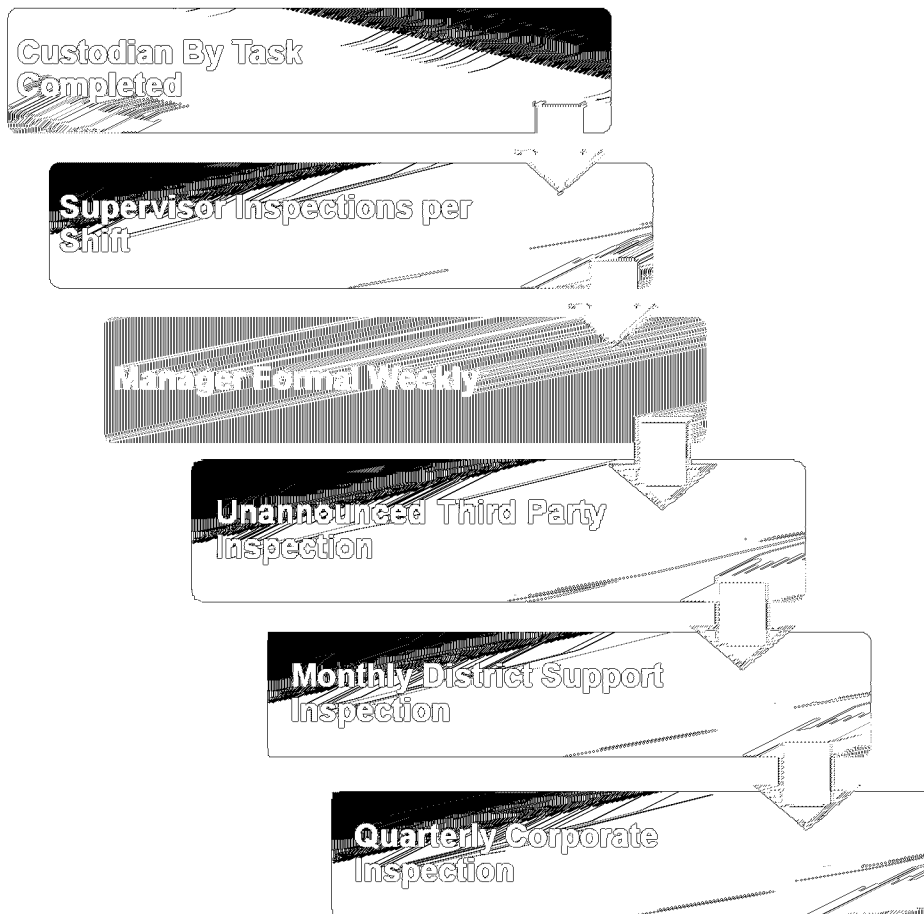 Custodian By Task
Completed
Supervisor Inspections per
Shift
Manager Formal Weekly
Unannounced Third Party
Inspection
Monthly District Support
Inspection
Quarterly Corporate
Inspection